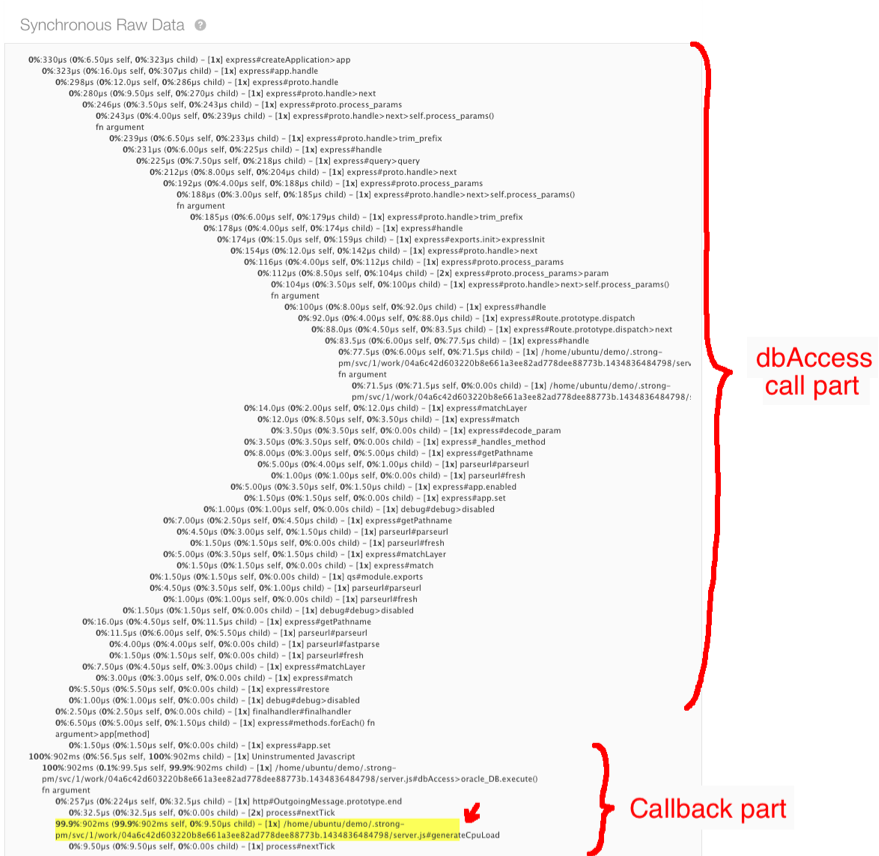 Synchronous Raw Data ?
0%:330µs (0%:6.50µs self, 0%:323µs child) – [1x] express#createApplication>app
0%:323µs (0%:16.0µs self, 0%:307µs child) – [1x] express#app.handle
0%:298µs (0%:12.0µs self, 0%:286µs child) – [1x] express#proto.handle
0%:280µs (0%:9.50µs self, 0%:270µs child) – [1x] express#proto.handle>next
0%:246µs (0%:3.50µs self, 0%:243µs child) – [1x] express#proto.process_params
0%:243µs (0%:4.00µs self, 0%:239µs child) – [1x] express#proto.handle>next>self.process_params()
fn argument
0%:239µs (0%:6.50µs self, 0%:233µs child) – [1x] express#proto.handle>trim_prefix
0%:231µs (0%:6.00µs self, 0%:225µs child) – [1x] express#handle
0%:225µs (0%:7.50µs self, 0%:218µs child) – [1x] express#query>query
0%:212µs (0%:8.00µs self, 0%:204µs child) – [1x] express#proto.handle>next
0%:192µs (0%:4.00µs self, 0%:188µs child) – [1x] express#proto.process_params
0%:188µs (0%:3.00µs self, 0%:185µs child) – [1x] express#proto.handle>next>self.process_params()
fn argument
0%:185µs (0%:6.00µs self, 0%:179µs child) – [1x] express#proto.handle>trim_prefix
0%:178µs (0%:4.00µs self, 0%:174µs child) – [1x] express#handle
0%:174µs (0%:15.0µs self, 0%:159µs child) – [1x] express#exports.init>expressInit
0%:154µs (0%:12.0µs self, 0%:142µs child) – [1x] express#proto.handle>next
0%:116µs (0%:4.00µs self, 0%:112µs child) – [1x] express#proto.process_params
0%:112µs (0%:8.50µs self, 0%:104µs child) – [2x] express#proto.process_params>param
0%:104µs (0%:3.50µs self, 0%:100µs child) – [1x] express#proto.handle>next>self.process_params()
fn argument
0%:100µs (0%:8.00µs self, 0%:92.0µs child) – [1x] express#handle
0%:92.0µs (0%:4.00µs self, 0%:88.0µs child) – [1x] express#Route.prototype.dispatch
0%:88.0µs (0%:4.50µs self, 0%:83.5µs child) – [1x] express#Route.prototype.dispatch>next
0%:83.5µs (0%:6.00µs self, 0%:77.5µs child) – [1x] express#handle
0%:77.5µs (0%:6.00µs self, 0%:71.5µs child) – [1x] /home/ubuntu/demo/.strong-
pm/svc/1/work/04a6c42d603220b8e661a3ee82ad778dee88773b.1434836484798/serv
fn argument
0%:71.5µs (0%:71.5µs self, 0%:0.00s child) – [1x] /home/ubuntu/demo/.strong-
pm/svc/1/work/04a6c42d603220b8e661a3ee82ad778dee88773b.1434836484798/s
0%:14.0µs (0%:2.00µs self, 0%:12.0µs child) – [1x] express#matchLayer
0%:12.0µs (0%:8.50µs self, 0%:3.50µs child) – [1x] express#match
0%:3.50µs (0%:3.50µs self, 0%:0.00s child) – [1x] express#decode_param
0%:3.50µs (0%:3.50µs self, 0%:0.00s child) – [1x] express#_handles_method
0%:8.00µs (0%:3.00µs self, 0%:5.00µs child) – [1x] express#getPathname
0%:5.00µs (0%:4.00µs self, 0%:1.00µs child) – [1x] parseurl#parseurl
0%:1.00µs (0%:1.00µs self, 0%:0.00s child) – [1x] parseurl#fresh
0%:5.00µs (0%:3.50µs self, 0%:1.50µs child) – [1x] express#app.enabled
0%:1.50µs (0%:1.50µs self, 0%:0.00s child) – [1x] express#app.set
0%:1.00µs (0%:1.00µs self, 0%:0.00s child) – [1x] debug#debug>disabled
0%:7.00µs (0%:2.50µs self, 0%:4.50µs child) – [1x] express#getPathname
0%:4.50µs (0%:3.00µs self, 0%:1.50µs child) – [1x] parseurl#parseurl
0%:1.50µs (0%:1.50µs self, 0%:0.00s child) – [1x] parseurl#fresh
0%:5.00µs (0%:3.50µs self, 0%:1.50µs child) – [1x] express#matchLayer
0%:1.50µs (0%:1.50µs self, 0%:0.00s child) – [1x] express#match
0%:1.50µs (0%:1.50µs self, 0%:0.00s child) – [1x] qs#module.exports
0%:4.50µs (0%:3.50µs self, 0%:1.00µs child) – [1x] parseurl#parseurl
0%:1.00µs (0%:1.00µs self, 0%:0.00s child) – [1x] parseurl#fresh
0%:1.50µs (0%:1.50µs self, 0%:0.00s child) – [1x] debug#debug>disabled
0%:16.0µs (0%:4.50µs self, 0%:11.5µs child) – [1x] express#getPathname
0%:11.5µs (0%:6.00µs self, 0%:5.50µs child) – [1x] parseurl#parseurl
0%:4.00µs (0%:4.00µs self, 0%:0.00s child) – [1x] parseurl#fastparse
0%:1.50µs (0%:1.50µs self, 0%:0.00s child) – [1x] parseurl#fresh
0%:7.50µs (0%:4.50µs self, 0%:3.00µs child) – [1x] express#matchLayer
0%:3.00µs (0%:3.00µs self, 0%:0.00s child) – [1x] express#match
0%:5.50µs (0%:5.50µs self, 0%:0.00s child) – [1x] express#restore
0%:1.00µs (0%:1.00µs self, 0%:0.00s child) – [1x] debug#debug>disabled
0%:2.50µs (0%:2.50µs self, 0%:0.00s child) – [1x] finalhandler#finalhandler
0%:6.50µs (0%:5.00µs self, 0%:1.50µs child) – [1x] express#methods.forEach() fn
argument>app[method]
0%:1.50µs (0%:1.50µs self, 0%:0.00s child) – [1x] express#app.set
100%:902ms (0%:56.5µs self, 100%:902ms child) – [1x] Uninstrumented Javascript
100%:902ms (0.1%:99.5µs self, 99.9%:902ms child) – [1x] /home/ubuntu/demo/.strong-
pm/svc/1/work/04a6c42d603220b8e661a3ee82ad778dee88773b.1434836484798/server.js#dbAccess>oracle_DB.execute()
fn argument
0%:257µs (0%:224µs self, 0%:32.5µs child) – [1x] http#OutgoingMessage.prototype.end
0%:32.5µs (0%:32.5µs self, 0%:0.00s child) – [2x] process#nextTick
99.9%:902ms (99.9%:902ms self, 0%:9.50µs child) – [1x] /home/ubuntu/demo/.strong-
pm/svc/1/work/04a6c42d603220b8e661a3ee82ad778dee88773b.1434836484798/server.js#generateCpuLoad
0%:9.50µs (0%:9.50µs self, 0%:0.00s child) – [1x] process#nextTick
dbAccess
call part
Callback part